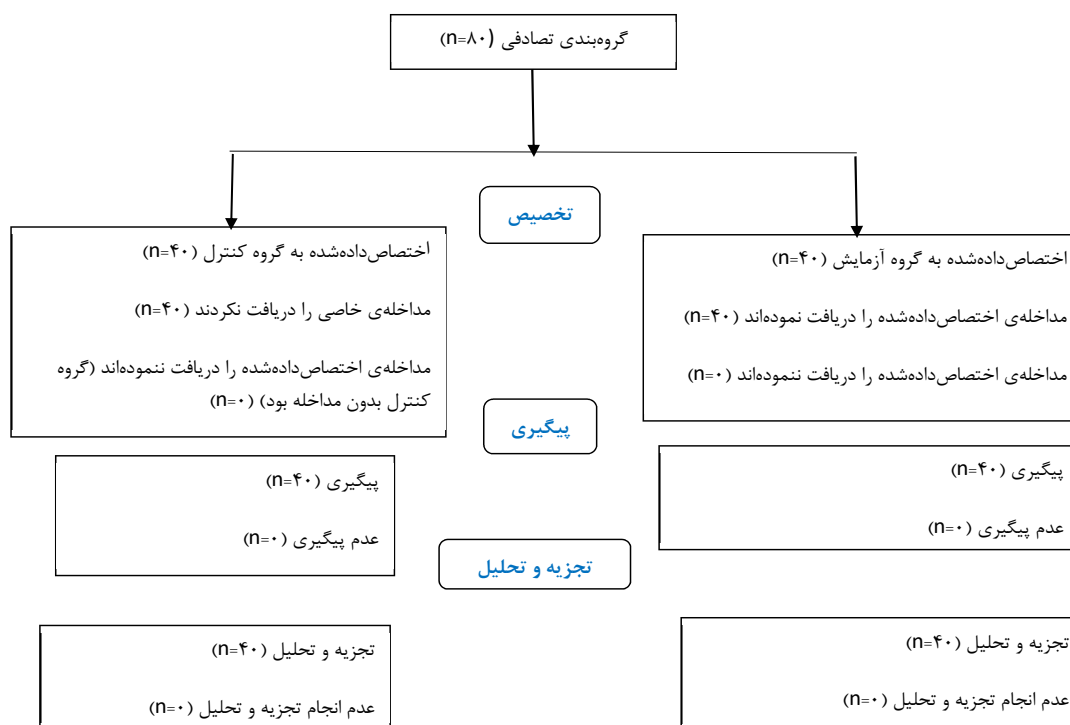 گروه‌بندی تصادفی (n=۸۰)
تخصیص
اختصاص‌داده‌شده به گروه آزمایش (n=۴۰)
مداخله‌ی اختصاص‌داده‌شده را دریافت نموده‌اند (n=۴۰)
مداخله‌ی اختصاص‌داده‌شده را دریافت ننموده‌اند (n=۰)
اختصاص‌داده‌شده به گروه کنترل (n=۴۰)
مداخله‌ی خاصی را دریافت نکردند (n=۴۰)
مداخله‌ی اختصاص‌داده‌شده را دریافت ننموده‌اند (گروه
کنترل بدون مداخله بود) (n=۰)
پیگیری
پیگیری (n=۴۰)
عدم پیگیری (n=۰)
پیگیری (n=۴۰)
عدم پیگیری (n=۰)
تجزیه و تحلیل
تجزیه و تحلیل (n=۴۰)
عدم انجام تجزیه و تحلیل (n=۰)
تجزیه و تحلیل (n=۴۰)
عدم انجام تجزیه و تحلیل (n=۰)